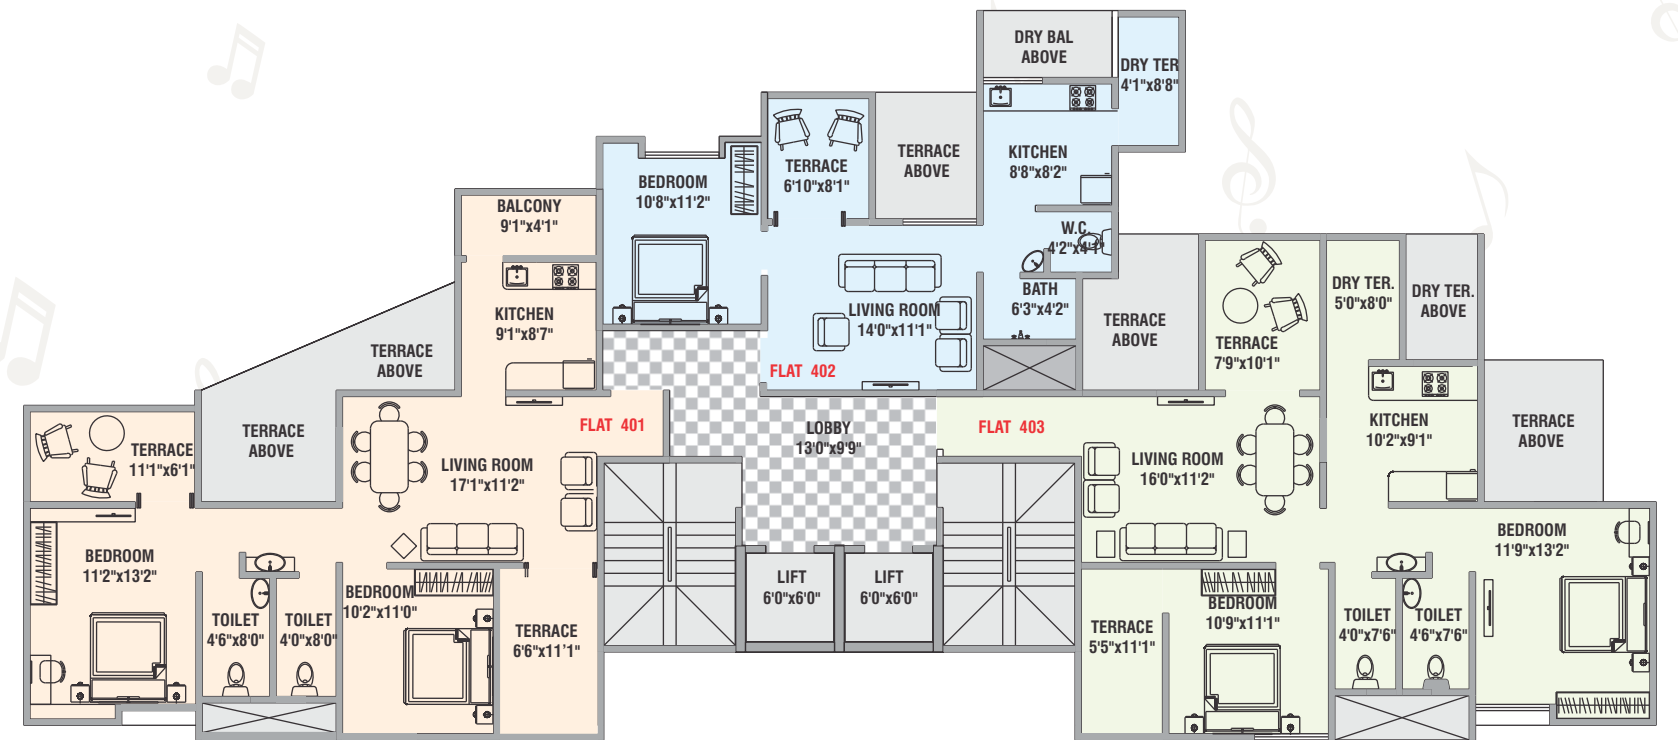 DRY BAL
ABOVE
DRY TER
4'1"x8'8"
KITCHEN
8'8"x8'2"
TERRACE
ABOVE
TERRACE
6'10"x8'1"
BEDROOM
10'8"x11'2"
W.C.
4'2"x4'1"
BATH
6'3"x4'2"
LIVING ROOM
14'0"x11'1"
FLAT 402
BALCONY
9'1"x4'1"
KITCHEN
9'1"x8'7"
TERRACE
ABOVE
TERRACE
ABOVE
FLAT 401
TERRACE
11'1"x6'1"
LIVING ROOM
17'1"x11'2"
BEDROOM
11'2"x13'2"
TOILET
4'6"x8'0"
TOILET
4'0"x8'0"
BEDROOM
10'2"x11'0"
TERRACE
6'6"x11'1"
LOBBY
13'0"x9'9"
LIFT
6'0"x6'0"
LIFT
6'0"x6'0"
FLAT 403
TERRACE
ABOVE
TERRACE
7'9"x10'1"
DRY TER.
5'0"x8'0"
DRY TER.
ABOVE
KITCHEN
10'2"x9'1"
TERRACE
ABOVE
LIVING ROOM
16'0"x11'2"
BEDROOM
11'9"x13'2"
TERRACE
5'5"x11'1"
BEDROOM
10'9"x11'1"
TOILET
4'0"x7'6"
TOILET
4'6"x7'6"